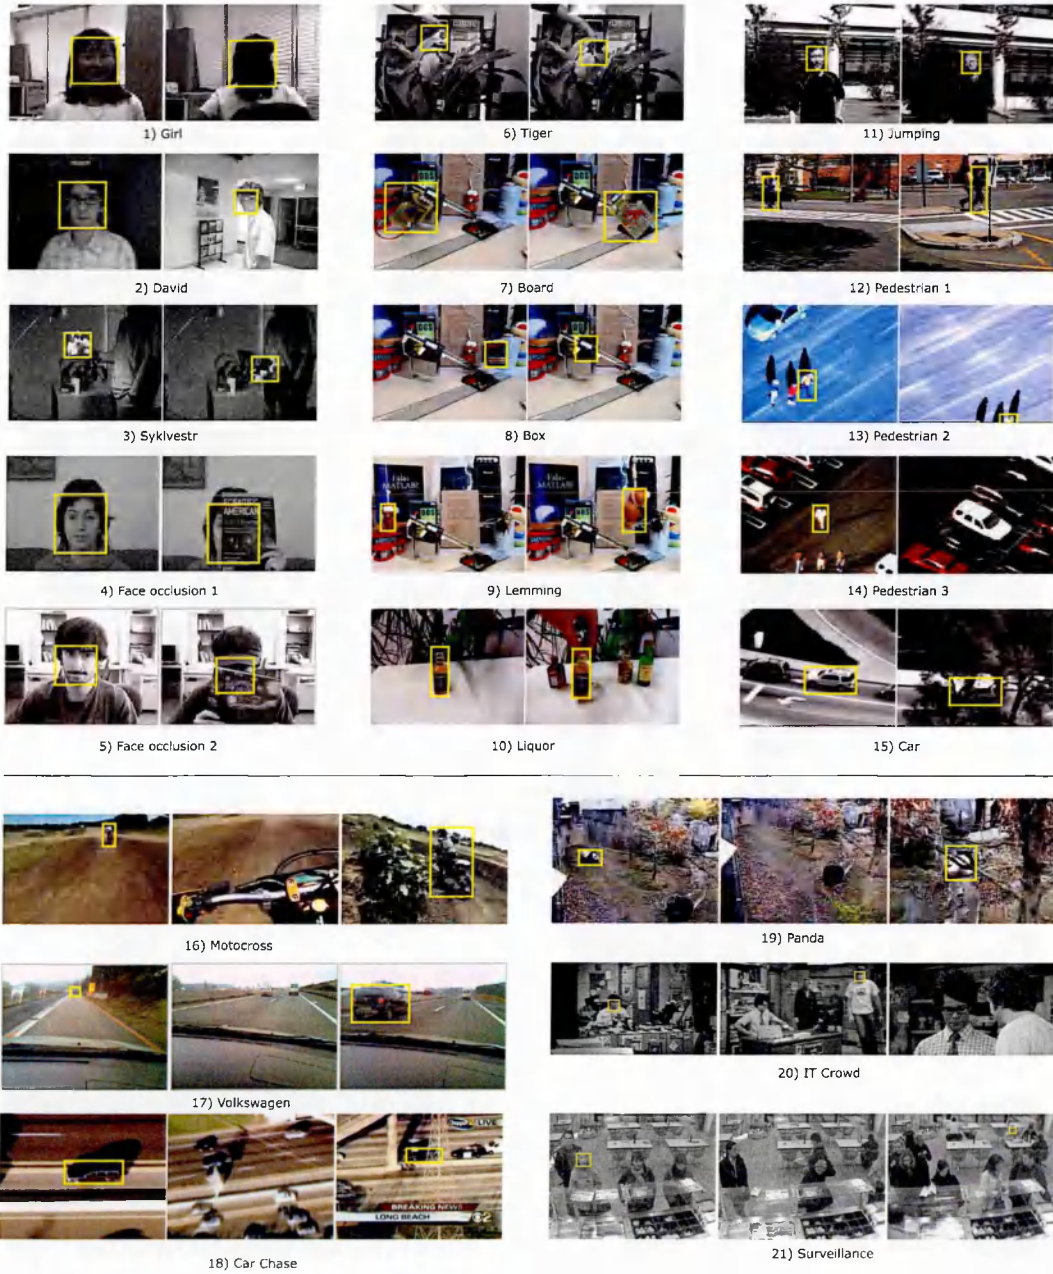 1) Girl
6) Tiger
11) Jumping
2) David
7) Board
12) Pedestrian 1
3) Syklvestr
8) Box
13) Pedestrian 2
SCIENTIFIC
AMERICAN
MATLAB
4) Face occlusion 1
9) Lemming
14) Pedestrian 3
5) Face occlusion 2
10) Liquor
15) Car
16) Motocross
19) Panda
17) Volkswagen
20) IT Crowd
LIVE
BREAKING NEWS
LONG BEACH
18) Car Chase
21) Surveillance